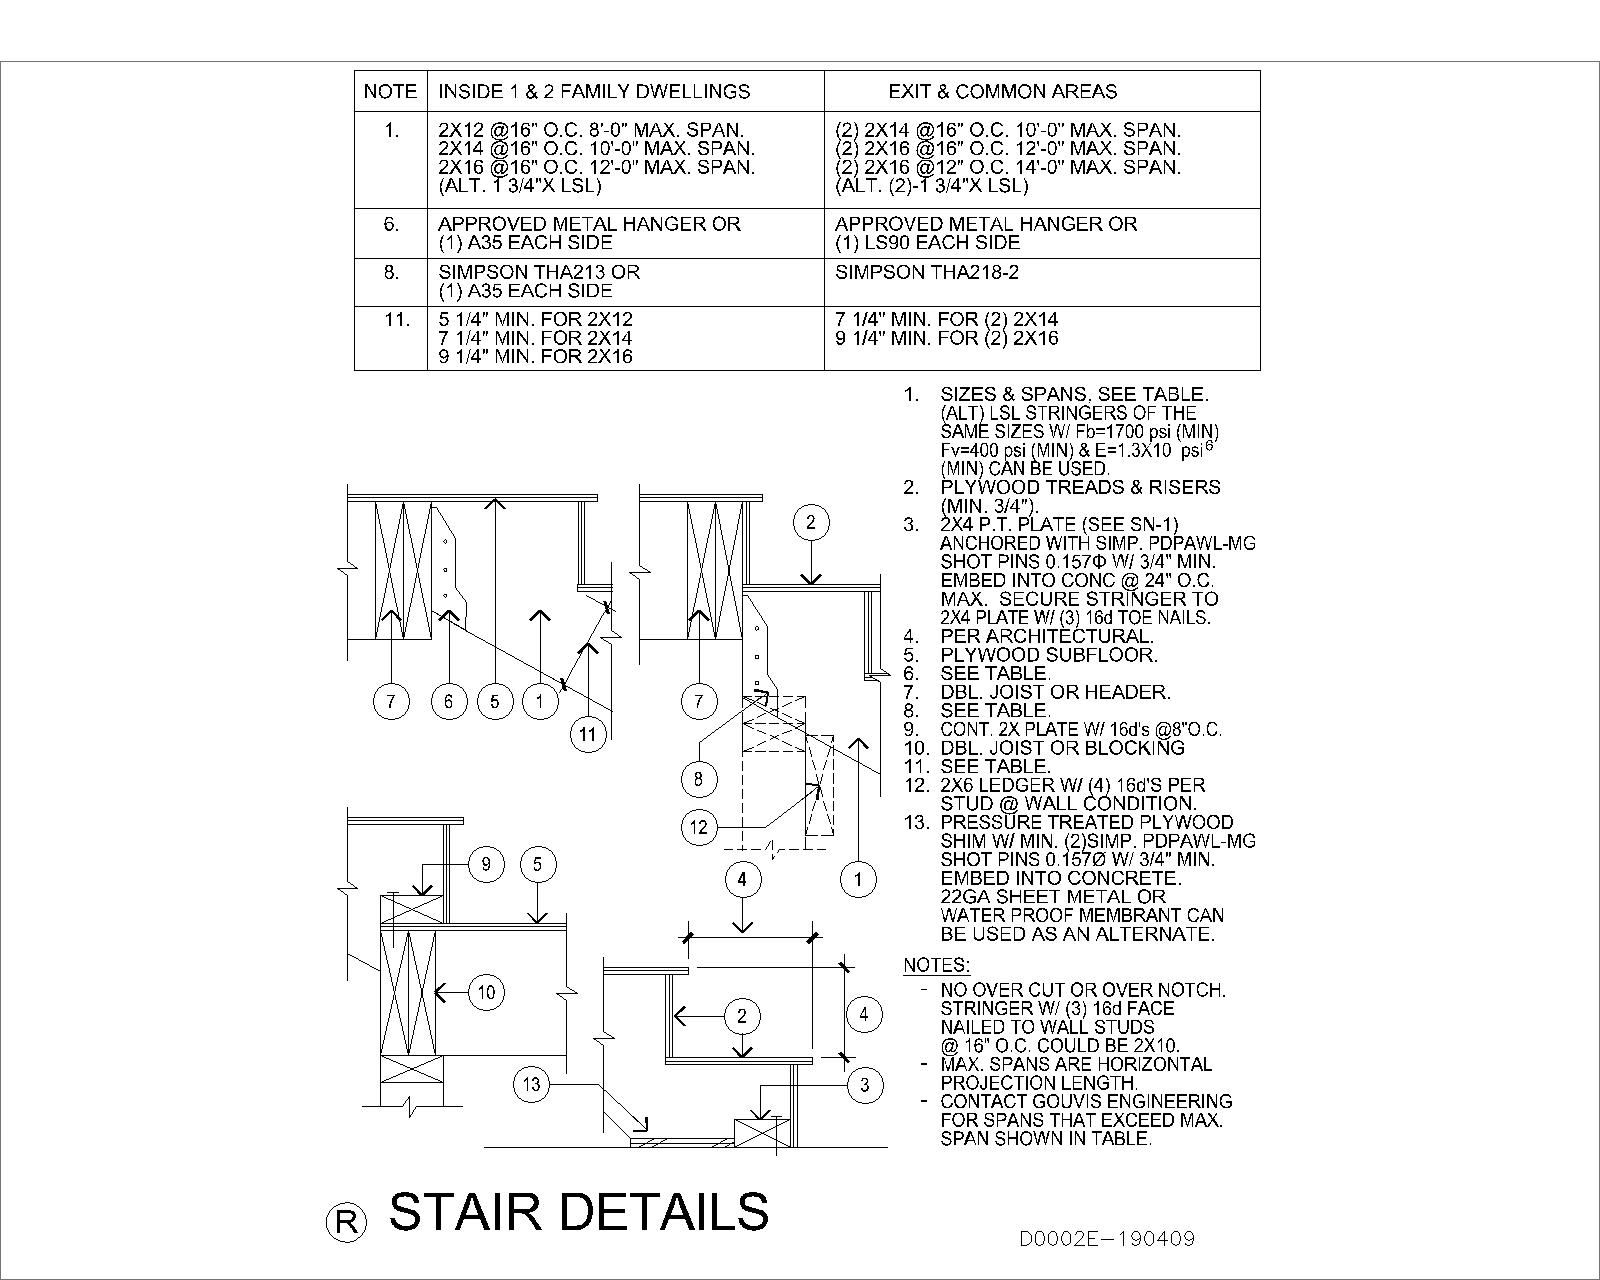 NOTE INSIDE 1 & 2 FAMILY DWELLINGS EXIT & COMMON AREAS
1. 2X12 @16" O.C. 8'-0" MAX. SPAN. (2) 2X14 @16" O.C. 10'-0" MAX. SPAN.
2X14 @16" O.C. 10'-0" MAX. SPAN. (2) 2X16 @16" O.C. 12'-0" MAX. SPAN.
2X16 @16" O.C. 12'-0" MAX. SPAN. (2) 2X16 @12" O.C. 14'-0" MAX. SPAN.
(ALT. 1 3/4"X LSL) (ALT. (2)-1 3/4"X LSL)
6. APPROVED METAL HANGER OR APPROVED METAL HANGER OR
(1) A35 EACH SIDE (1) LS90 EACH SIDE
8. SIMPSON THA213 OR SIMPSON THA218-2
(1) A35 EACH SIDE
11. 5 1/4" MIN. FOR 2X12 7 1/4" MIN. FOR (2) 2X14
7 1/4" MIN. FOR 2X14 9 1/4" MIN. FOR (2) 2X16
9 1/4" MIN. FOR 2X16
1. SIZES & SPANS, SEE TABLE.
(ALT) LSL STRINGERS OF THE
SAME SIZES W/ Fb=1700 psi (MIN)
Fv=400 psi (MIN) & E=1.3X10 psi6
(MIN) CAN BE USED.
2. PLYWOOD TREADS & RISERS
(MIN. 3/4").
3. 2X4 P.T. PLATE (SEE SN-1)
ANCHORED WITH SIMP. PDPAWL-MG
SHOT PINS 0.157Φ W/ 3/4" MIN.
EMBED INTO CONC @ 24" O.C.
MAX. SECURE STRINGER TO
2X4 PLATE W/ (3) 16d TOE NAILS.
4. PER ARCHITECTURAL.
5. PLYWOOD SUBFLOOR.
6. SEE TABLE.
7. DBL. JOIST OR HEADER.
8. SEE TABLE.
9. CONT. 2X PLATE W/ 16d's @8"O.C.
10. DBL. JOIST OR BLOCKING
11. SEE TABLE.
12. 2X6 LEDGER W/ (4) 16d'S PER
STUD @ WALL CONDITION.
13. PRESSURE TREATED PLYWOOD
SHIM W/ MIN. (2)SIMP. PDPAWL-MG
SHOT PINS 0.157Ø W/ 3/4" MIN.
EMBED INTO CONCRETE.
22GA SHEET METAL OR
WATER PROOF MEMBRANT CAN
BE USED AS AN ALTERNATE.
NOTES:
- NO OVER CUT OR OVER NOTCH.
STRINGER W/ (3) 16d FACE
NAILED TO WALL STUDS
@ 16" O.C. COULD BE 2X10.
- MAX. SPANS ARE HORIZONTAL
PROJECTION LENGTH.
- CONTACT GOUVIS ENGINEERING
FOR SPANS THAT EXCEED MAX.
SPAN SHOWN IN TABLE.
2
7 6 5 1 7
11
8
12
9 5 4 1
10
2 4
13 3
R STAIR DETAILS
D0002E-190409